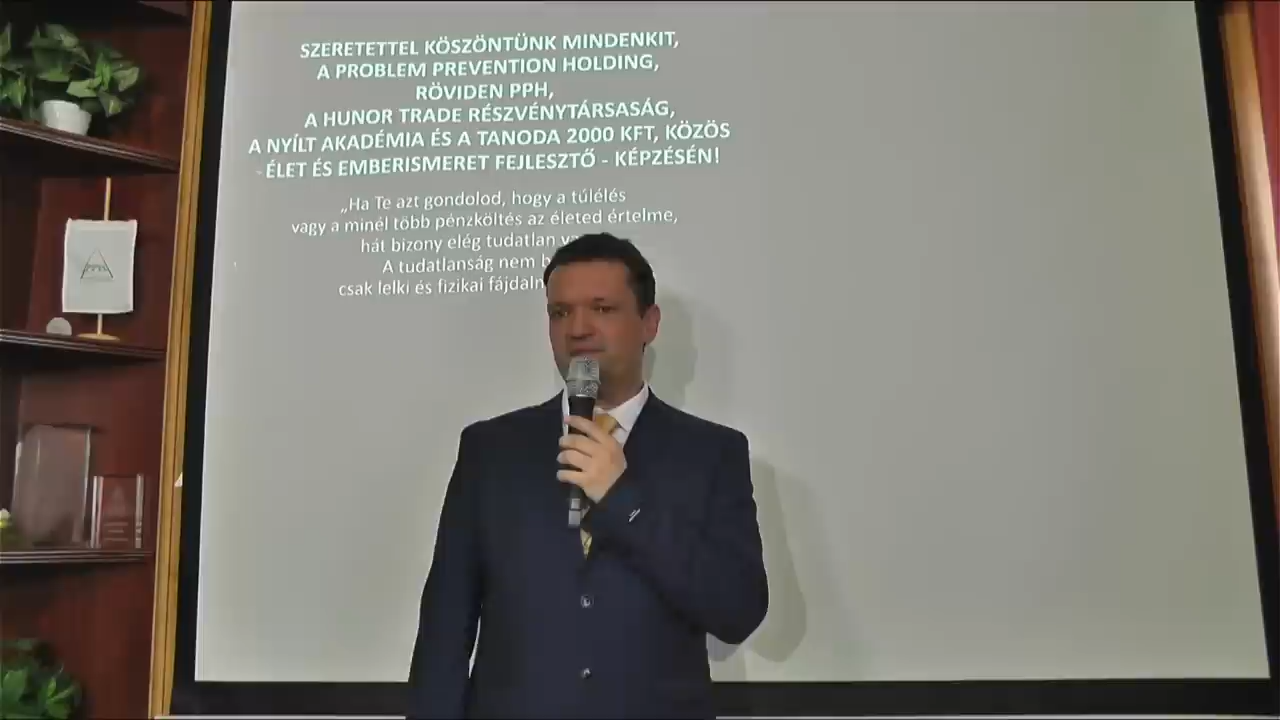 SZERETETTEL KÖSZÖNTÜNK MINDENKIT,
A PROBLEM PREVENTION HOLDING,
RÖVIDEN PPH,
A HUNOR TRADE RÉSZVÉNYTÁRSASÁG,
A NYÍLT AKADÉMIA ÉS A TANODA 2000 KFT, KÖZÖS
- ÉLET ÉS EMBERISMERET FEJLESZTŐ - KÉPZÉSÉN!
„Ha Te azt gondolod, hogy a túlélés
vagy a minél több pénzköltés az életed értelme,
hát bizony elég tudatlan
A tudatlanság nem
csak lelki és fizikai